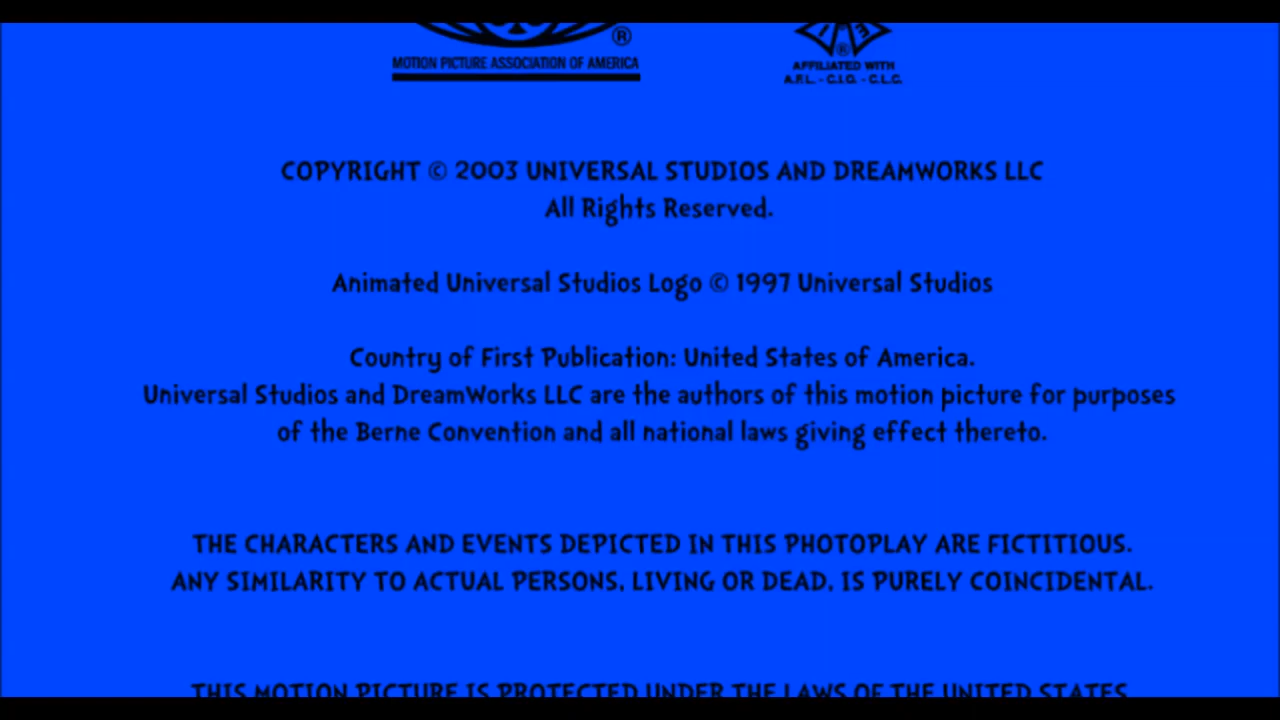 ®
MOTION PICTURE ASSOCIATION OF AMERICA
®
AFFILIATED WITH
A.F.L. - C.I.O. - C.L.C.
COPYRIGHT © 2003 UNIVERSAL STUDIOS AND DREAMWORKS LLC
All Rights Reserved.
Animated Universal Studios Logo © 1997 Universal Studios
Country of First Publication: United States of America.
Universal Studios and DreamWorks LLC are the authors of this motion picture for purposes
of the Berne Convention and all national laws giving effect thereto.
THE CHARACTERS AND EVENTS DEPICTED IN THIS PHOTOPLAY ARE FICTITIOUS.
ANY SIMILARITY TO ACTUAL PERSONS, LIVING OR DEAD, IS PURELY COINCIDENTAL.
THIS MOTION PICTURE IS PROTECTED UNDER THE LAWS OF THE UNITED STATES